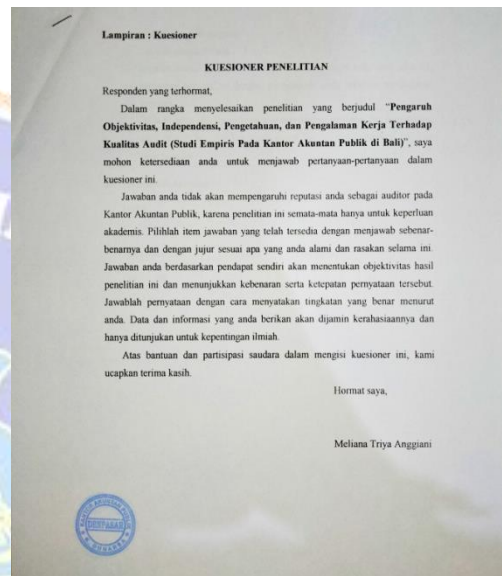 Lampiran : Kuesioner
KUESIONER PENELITIAN
Responden yang terhormat,
Dalam rangka menyelesaikan penelitian yang berjudul "Pengaruh
Objektivitas, Independensi, Pengetahuan, dan Pengalaman Kerja Terhadap
Kualitas Audit (Studi Empiris Pada Kantor Akuntan Publik di Bali)", saya
mohon ketersediaan anda untuk menjawab pertanyaan-pertanyaan dalam
kuesioner ini.
Jawaban anda tidak akan mempengaruhi reputasi anda sebagai auditor pada
Kantor Akuntan Publik, karena penelitian ini semata-mata hanya untuk keperluan
akademis. Pilihlah item jawaban yang telah tersedia dengan menjawab sebenar-
benarnya dan dengan jujur sesuai apa yang anda alami dan rasakan selama ini.
Jawaban anda berdasarkan pendapat sendiri akan menentukan objektivitas hasil
penelitian ini dan menunjukkan kebenaran serta ketepatan pernyataan tersebut.
Jawablah pernyataan dengan cara menyatakan tingkatan yang benar menurut
anda. Data dan informasi yang anda berikan akan dijamin kerahasiaannya dan
hanya ditunjukan untuk kepentingan ilmiah.
Atas bantuan dan partisipasi saudara dalam mengisi kuesioner ini, kami
ucapkan terima kasih.
Hormat saya,
Meliana Triya Anggiani
KANTOR AKUNTAN PUBLIK
DENPASAR